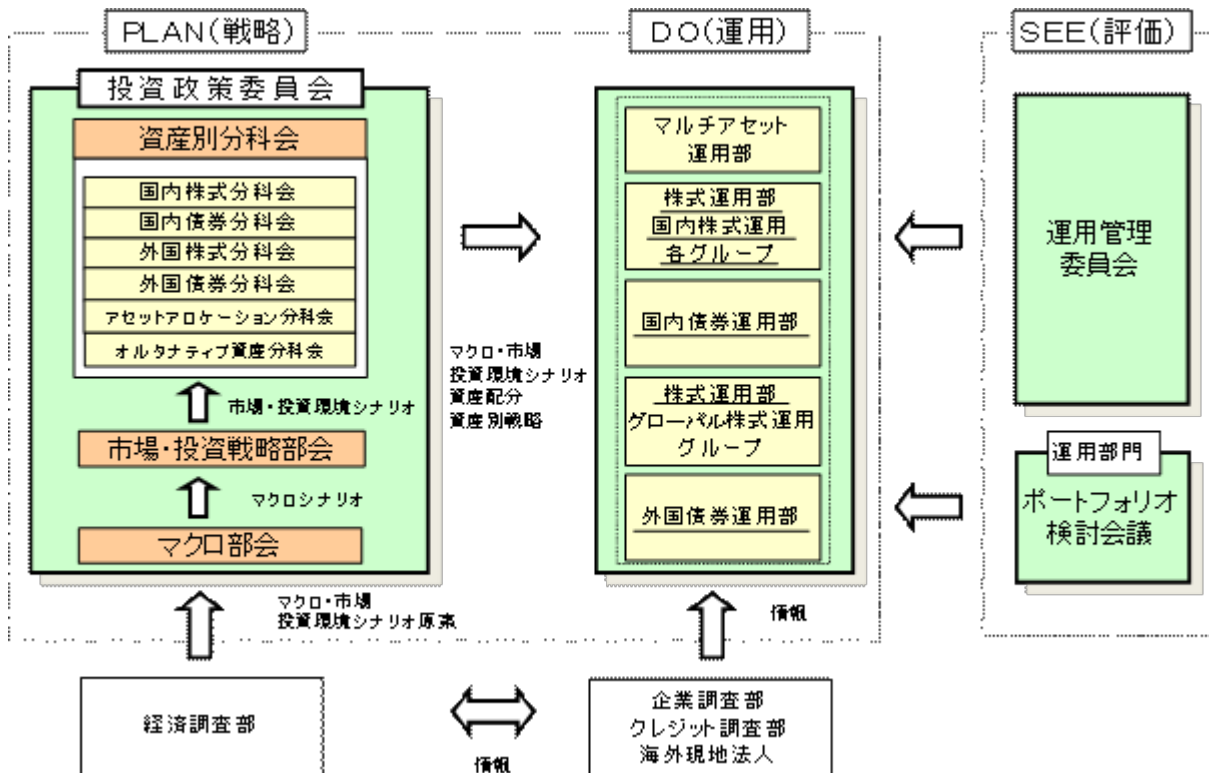 PLAN(戦略)
投資政策委員会
資産別分科会
国内株式分科会
国内債券分科会
外国株式分科会
外国債券分科会
アセットアロケーション分科会
オルタナティブ資産分科会
市場・投資環境シナリオ
市場・投資戦略部会
マクロシナリオ
マクロ部会
マクロ・市場
投資環境シナリオ原案
経済調査部
マクロ・市場
投資環境シナリオ
資産配分
資産別戦略
DO(運用)
マルチアセット
運用部
株式運用部
国内株式運用
各グループ
国内債券運用部
株式運用部
グローバル株式運用
グループ
外国債券運用部
情報
企業調査部
クレジット調査部
海外現地法人
情報
SEE(評価)
運用管理
委員会
運用部門
ポートフォリオ
検討会議